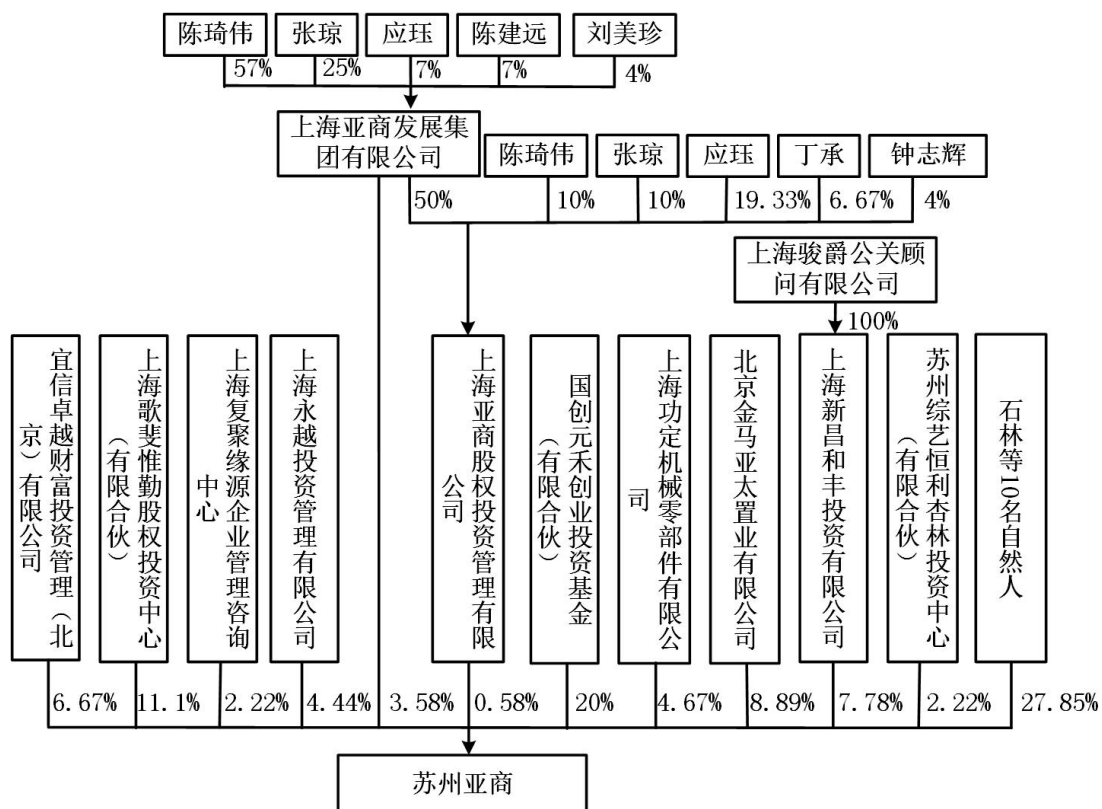 陈琦伟
张琼
应珏
陈建远
刘美珍
57%
25%
7%
7%
4%
上海亚商发展集
团有限公司
陈琦伟
张琼
应珏
丁承
钟志辉
50%
10%
10%
19.33%
6.67%
4%
上海骏爵公关顾
问有限公司
100%
宜信卓越财富投资管理（北
京）有限公司
上海歌斐惟勤股权投资中心
（有限合伙）
上海复聚缘源企业管理咨询
中心
上海永越投资管理有限公司
上海亚商股权投资管理有限
公司
国创元禾创业投资基金
（有限合伙）
上海功定机械零部件有限公
司
北京金马亚太置业有限公司
上海新昌和丰投资有限公司
苏州综艺恒利杏林投资中心
（有限合伙）
石林等10名自然人
6.67%
11.1%
2.22%
4.44%
3.58%
0.58%
20%
4.67%
8.89%
7.78%
2.22%
27.85%
苏州亚商